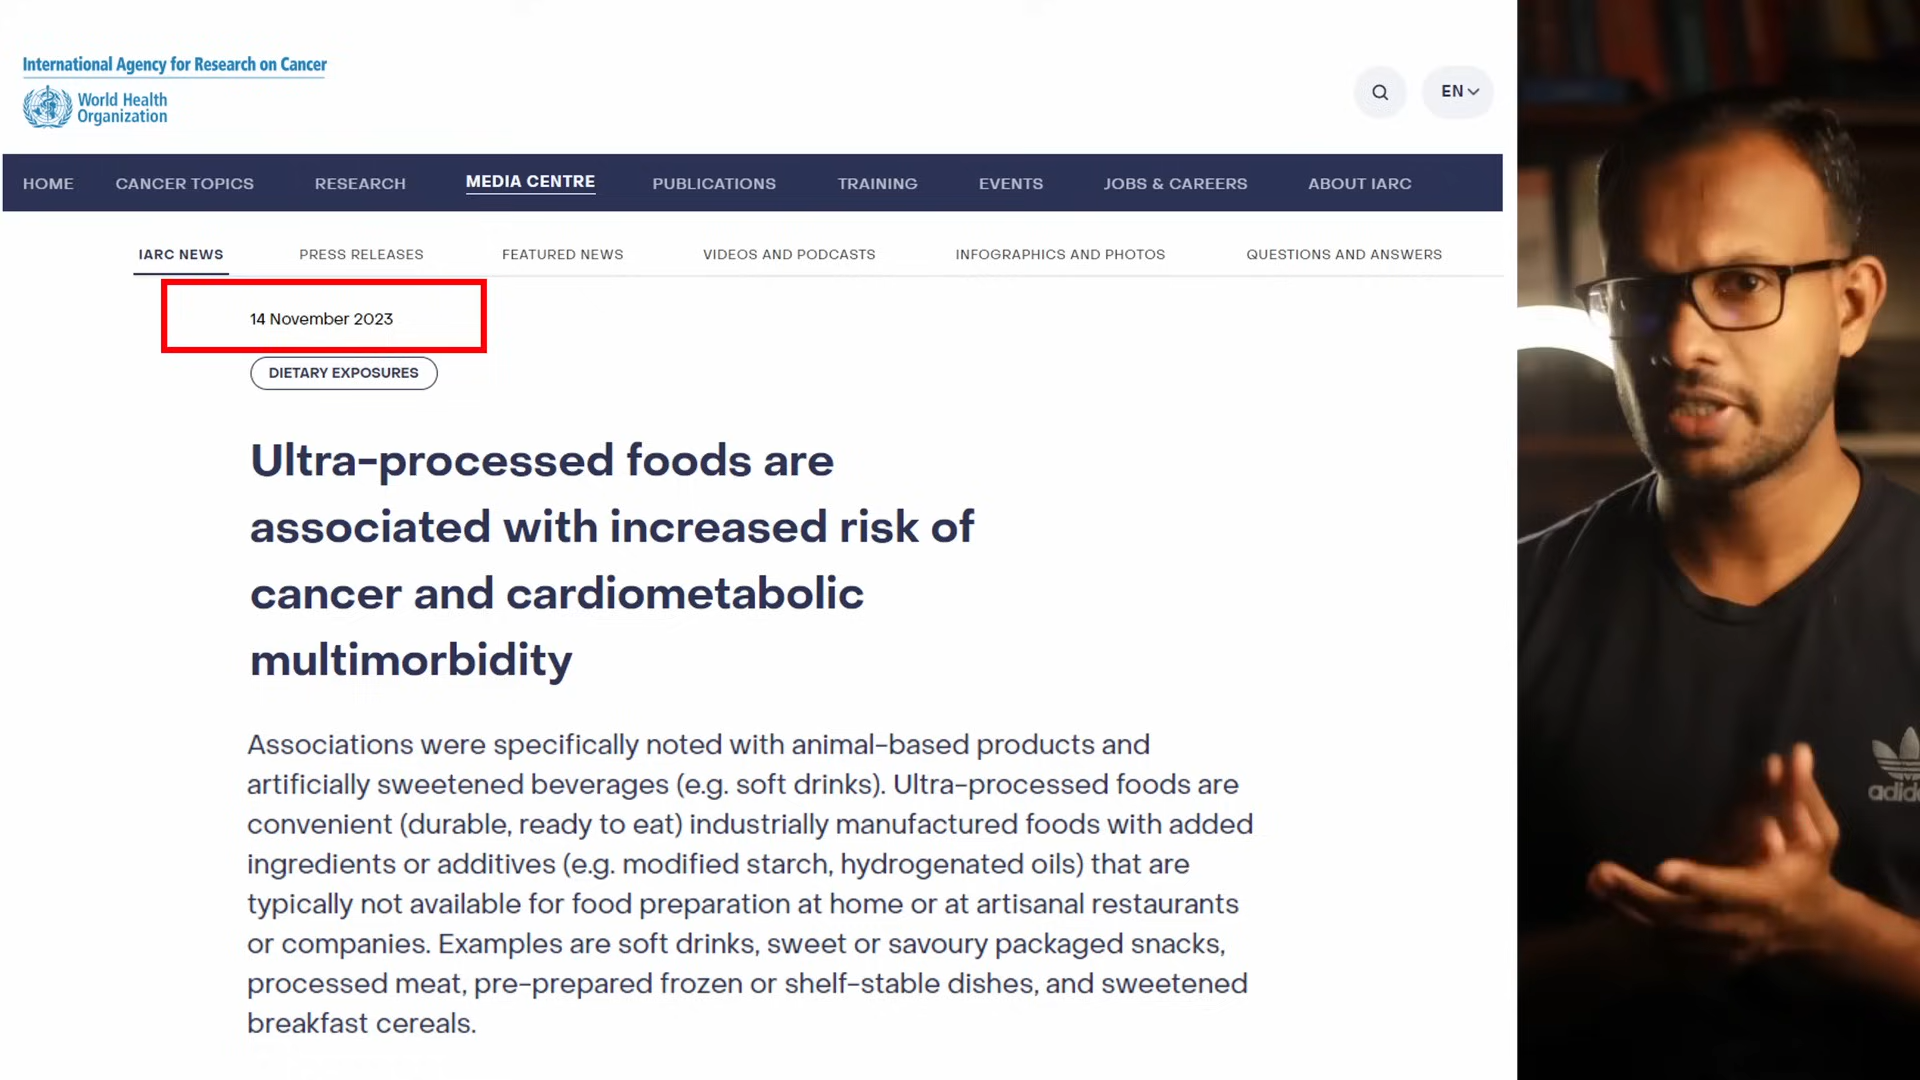 International Agency for Research on Cancer
World Health
Organization
EN
HOME CANCER TOPICS RESEARCH MEDIA CENTRE PUBLICATIONS TRAINING EVENTS JOBS & CAREERS ABOUT IARC
IARC NEWS PRESS RELEASES FEATURED NEWS VIDEOS AND PODCASTS INFOGRAPHICS AND PHOTOS QUESTIONS AND ANSWERS
14 November 2023
DIETARY EXPOSURES
Ultra-processed foods are
associated with increased risk of
cancer and cardiometabolic
multimorbidity
Associations were specifically noted with animal-based products and
artificially sweetened beverages (e.g. soft drinks). Ultra-processed foods are
convenient (durable, ready to eat) industrially manufactured foods with added
ingredients or additives (e.g. modified starch, hydrogenated oils) that are
typically not available for food preparation at home or at artisanal restaurants
or companies. Examples are soft drinks, sweet or savoury packaged snacks,
processed meat, pre-prepared frozen or shelf-stable dishes, and sweetened
breakfast cereals.